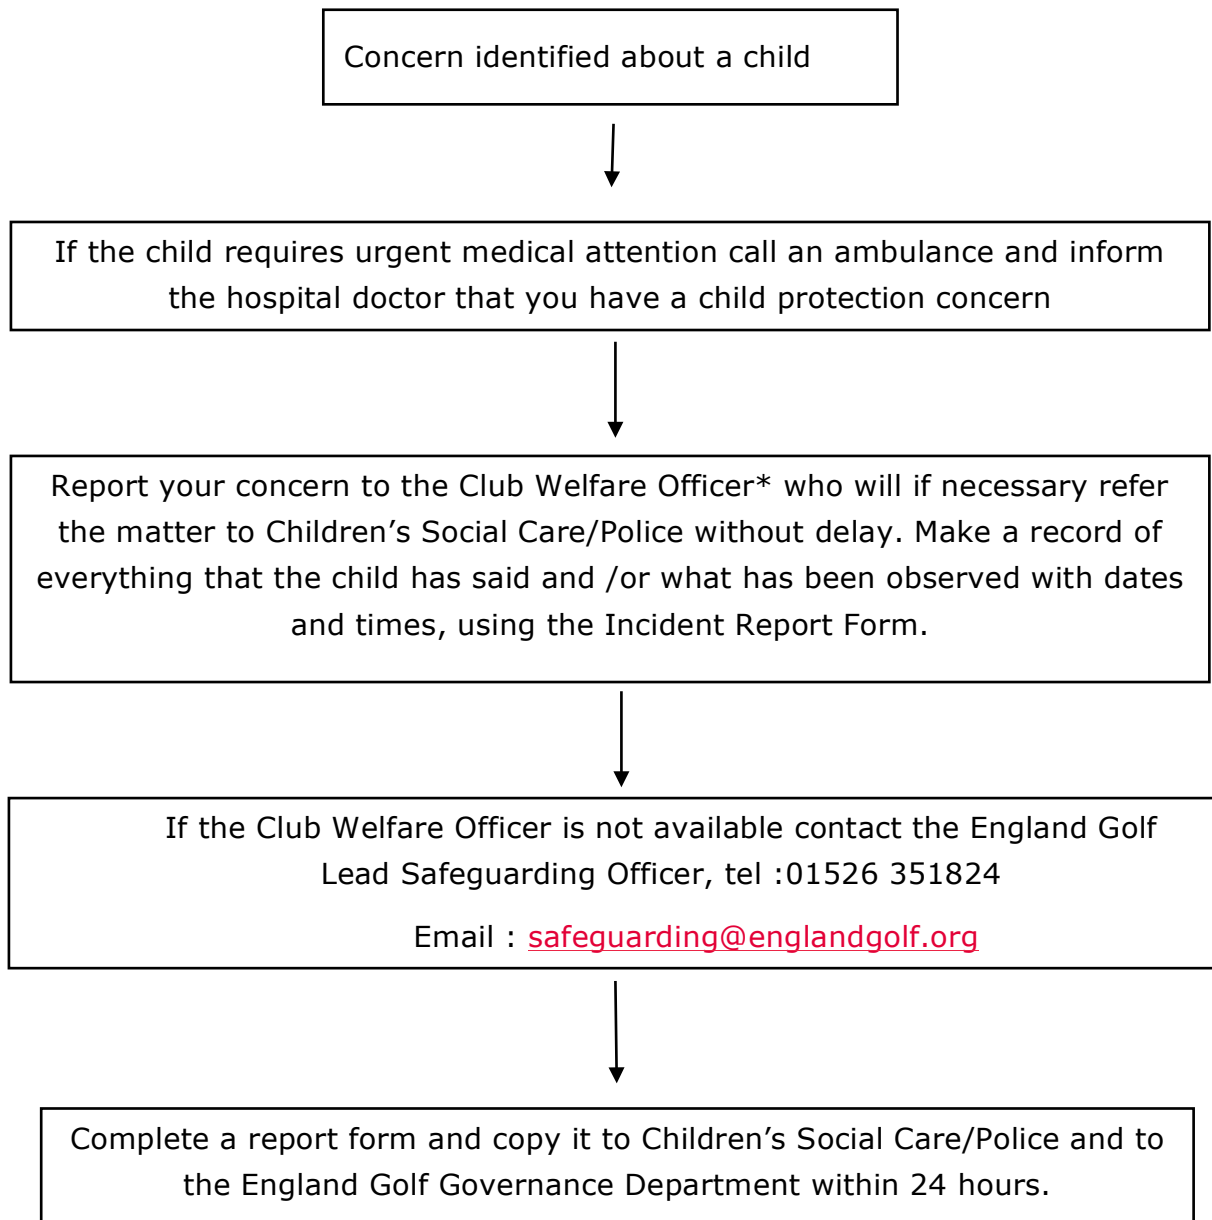 Concern identified about a child
If the child requires urgent medical attention call an ambulance and inform
the hospital doctor that you have a child protection concern
Report your concern to the Club Welfare Officer* who will if necessary refer
the matter to Children’s Social Care/Police without delay. Make a record of
everything that the child has said and /or what has been observed with dates
and times, using the Incident Report Form.
If the Club Welfare Officer is not available contact the England Golf
Lead Safeguarding Officer, tel :01526 351824
Email : safeguarding@englandgolf.org
Complete a report form and copy it to Children’s Social Care/Police and to
the England Golf Governance Department within 24 hours.